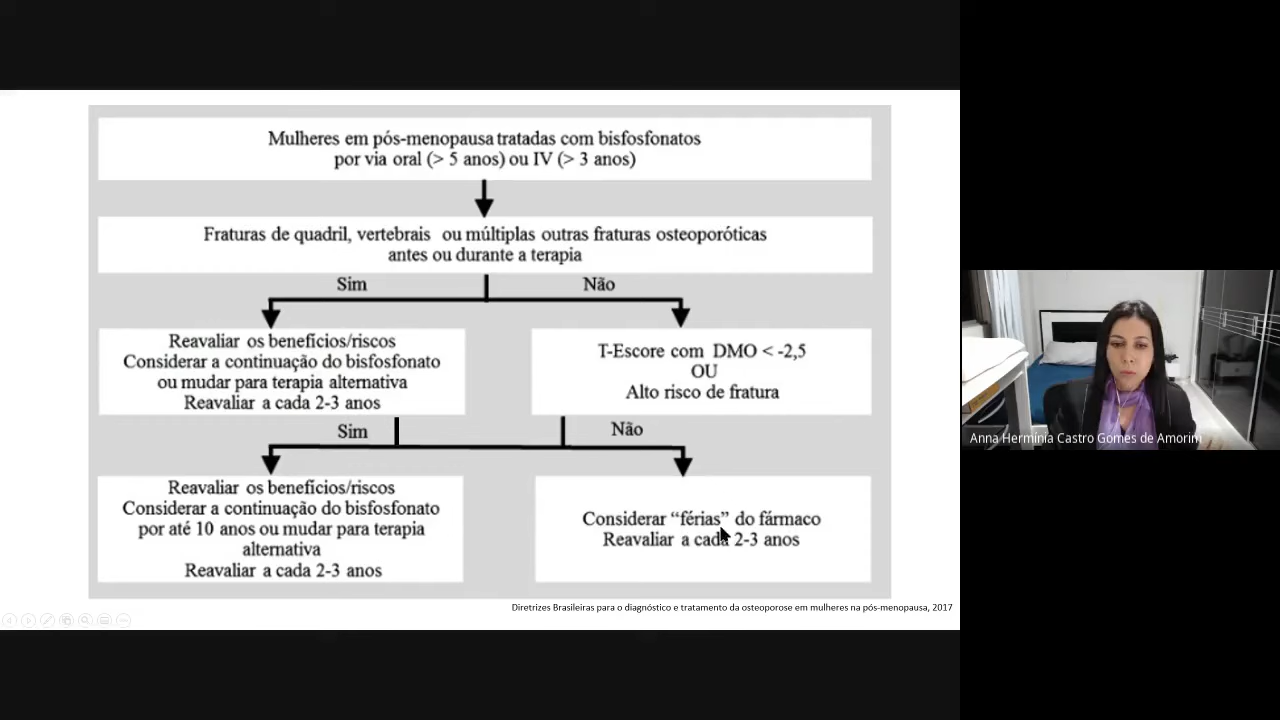 Mulheres em pós-menopausa tratadas com bisfosfonatos
por via oral (> 5 anos) ou IV (> 3 anos)
Fraturas de quadril, vertebrais ou múltiplas outras fraturas osteoporóticas
antes ou durante a terapia
Sim
Não
Reavaliar os benefícios/riscos
Considerar a continuação do bisfosfonato
ou mudar para terapia alternativa
Reavaliar a cada 2-3 anos
T-Escore com DMO < -2,5
OU
Alto risco de fratura
Sim
Não
Reavaliar os benefícios/riscos
Considerar a continuação do bisfosfonato
por até 10 anos ou mudar para terapia
alternativa
Reavaliar a cada 2-3 anos
Considerar “férias” do fármaco
Reavaliar a cada 2-3 anos
Diretrizes Brasileiras para o diagnóstico e tratamento da osteoporose em mulheres na pós-menopausa, 2017
Anna Hermínia Castro Gomes de Amorim